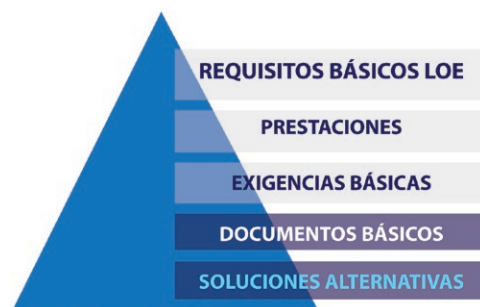 REQUISITOS BÁSICOS LOE
PRESTACIONES
EXIGENCIAS BÁSICAS
DOCUMENTOS BÁSICOS
SOLUCIONES ALTERNATIVAS